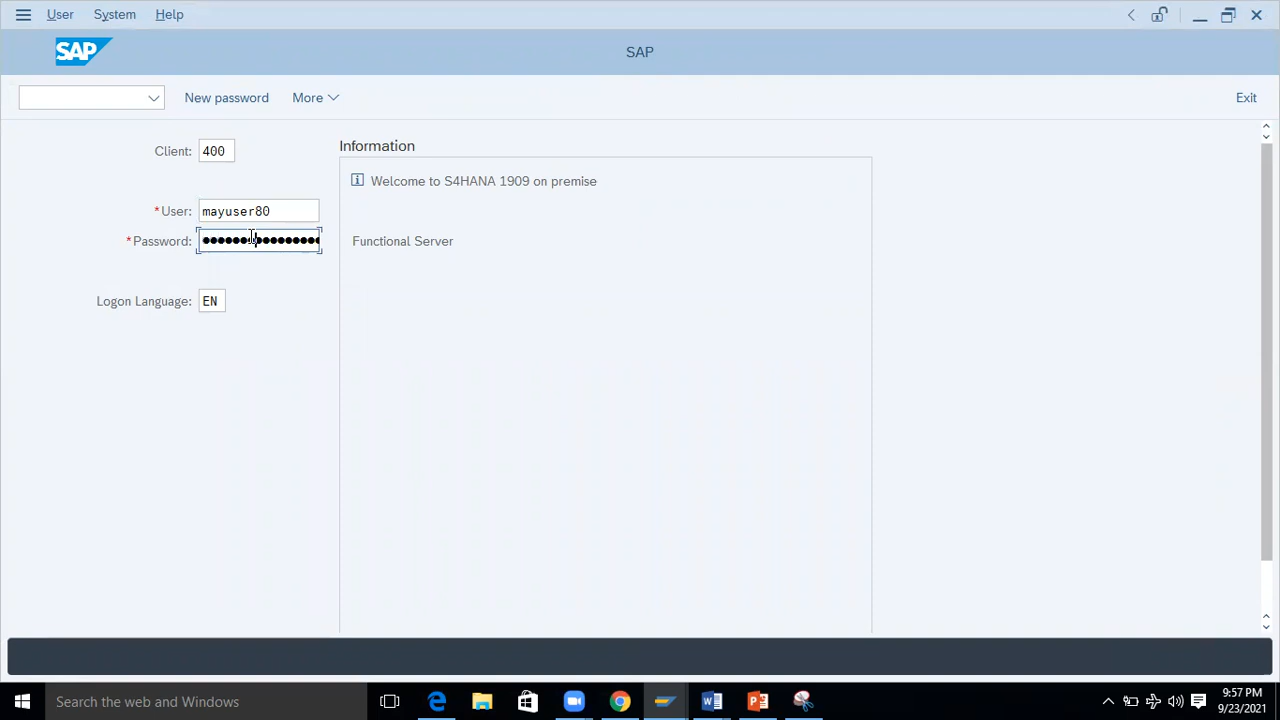 User System Help
SAP
SAP
New password More Exit
Client: 400
Information
Welcome to S4HANA 1909 on premise
*User: mayuser80
*Password: ●●●●●●●●●●●●●●●●
Functional Server
Logon Language: EN
Search the web and Windows
9:57 PM
9/23/2021